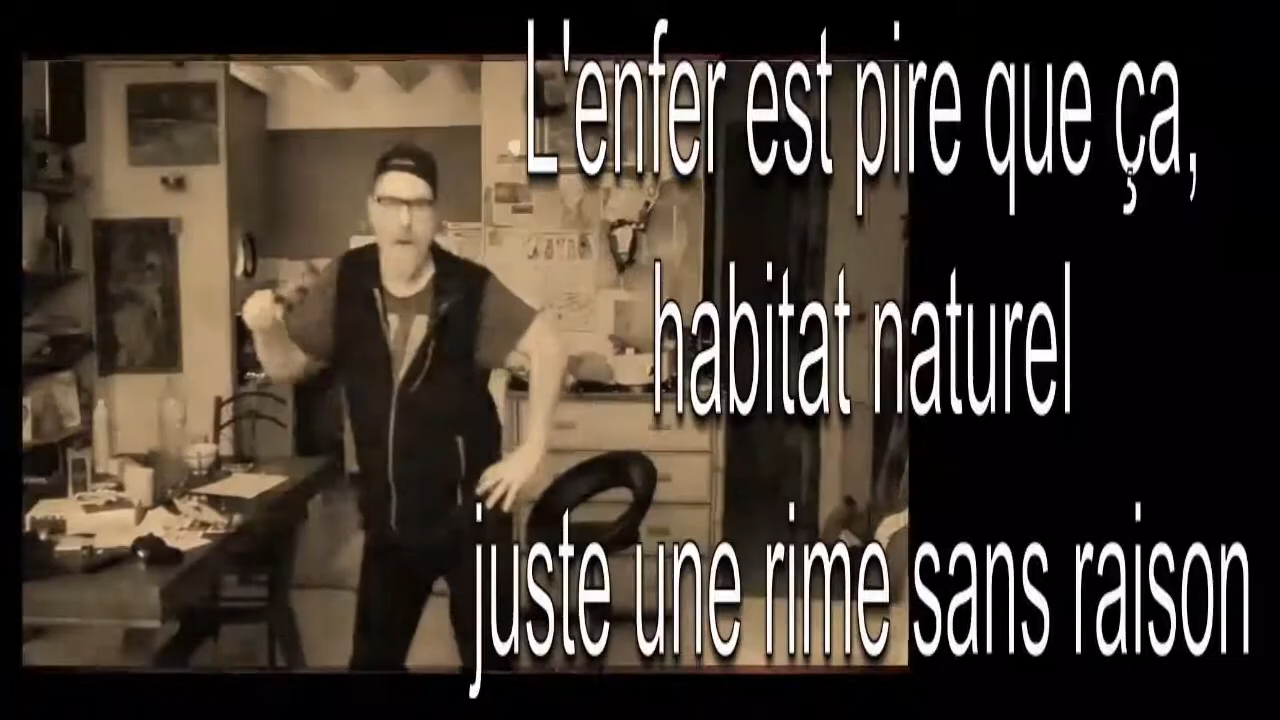 L'enfer est pire que ça,
habitat naturel
juste une rime sans raison